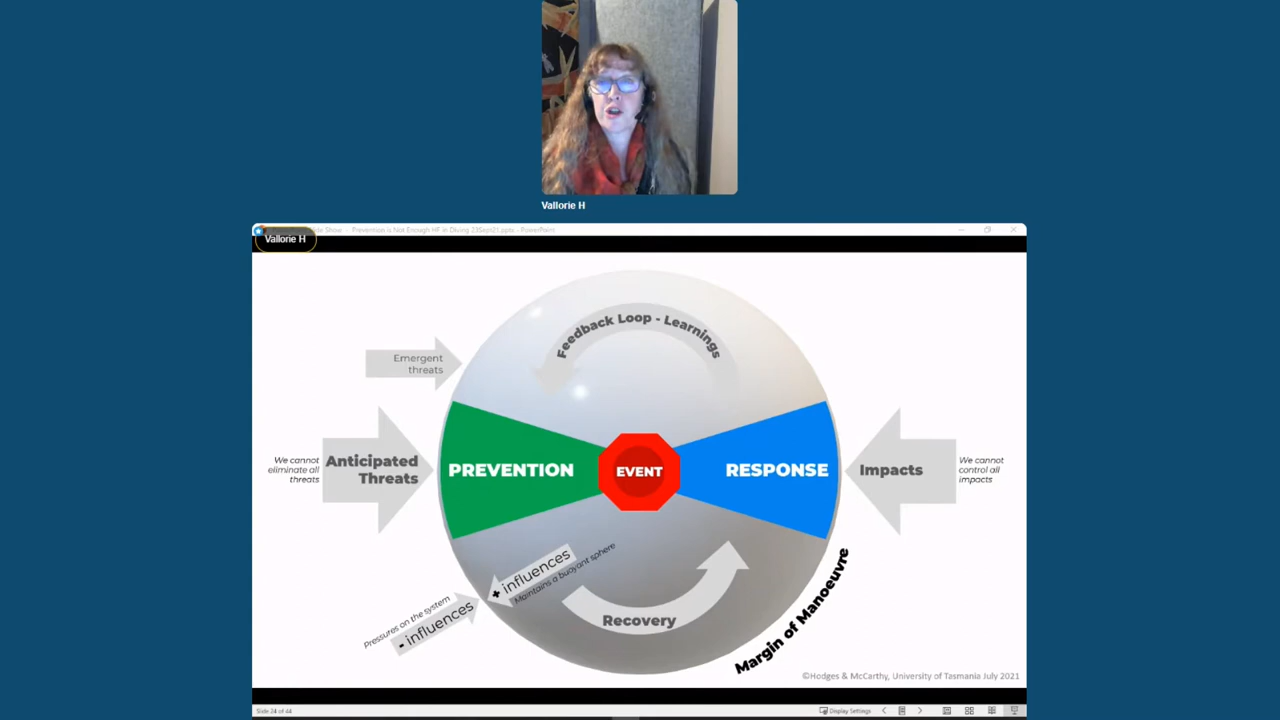 Vallorie H
Vallorie H
Slide Show - Prevention is Not Enough HF in Diving 23Sept21.pptx - PowerPoint
Feedback Loop - Learnings
Emergent
threats
We cannot
eliminate all
threats
Anticipated
Threats
PREVENTION
EVENT
RESPONSE
Impacts
We cannot
control all
impacts
+ influences
Maintains a buoyant sphere
Pressures on the system
- influences
Recovery
Margin of Manoeuvre
©Hodges & McCarthy, University of Tasmania July 2021
Slide 24 of 44
Display Settings